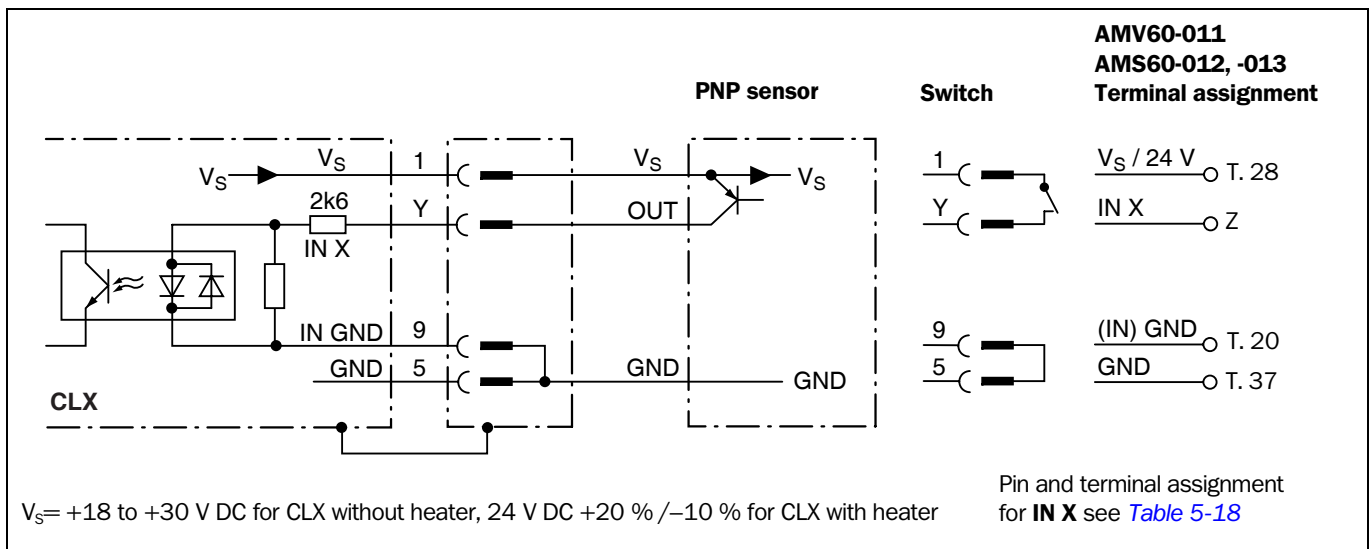 AMV60-011
AMS60-012, -013
PNP sensor Switch Terminal assignment
V_S V_S 1 V_S V_S 1 V_S / 24 V T. 28
2k6 Y OUT Y IN X Z
IN X
IN GND 9 9 (IN) GND T. 20
GND 5 GND GND 5 GND T. 37
CLX
V_S= +18 to +30 V DC for CLX without heater, 24 V DC +20 % /–10 % for CLX with heater
Pin and terminal assignment
for IN X see Table 5-18